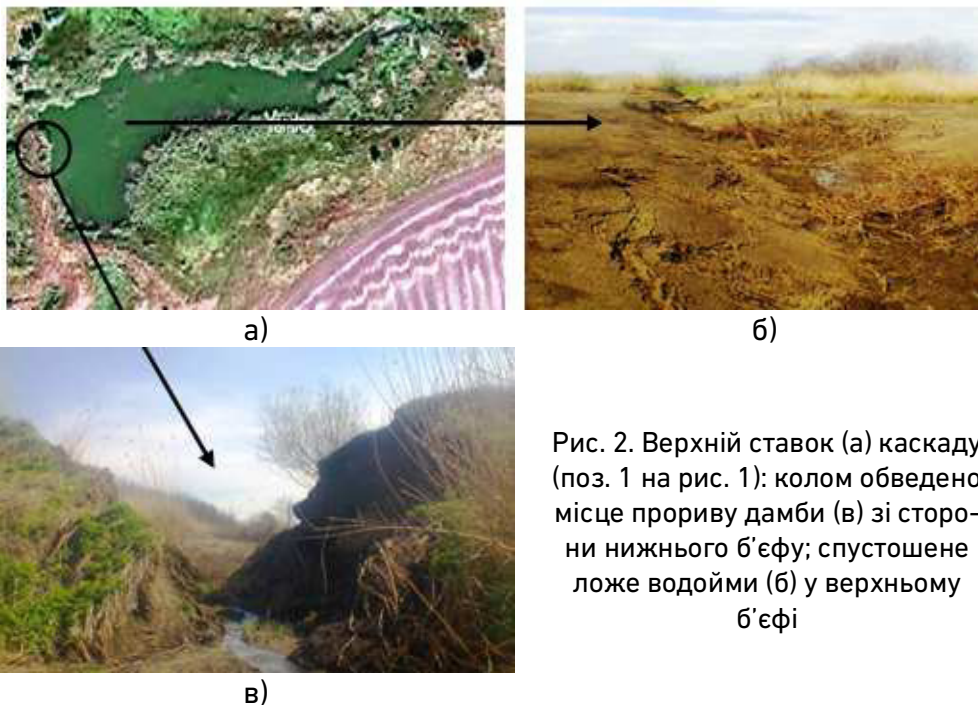 а)
б)
в)
Рис. 2. Верхній ставок (а) каскаду
(поз. 1 на рис. 1): колом обведено
місце прориву дамби (в) зі сторо-
ни нижнього б'єфу; спустошене
ложе водойми (б) у верхньому
б'єфі